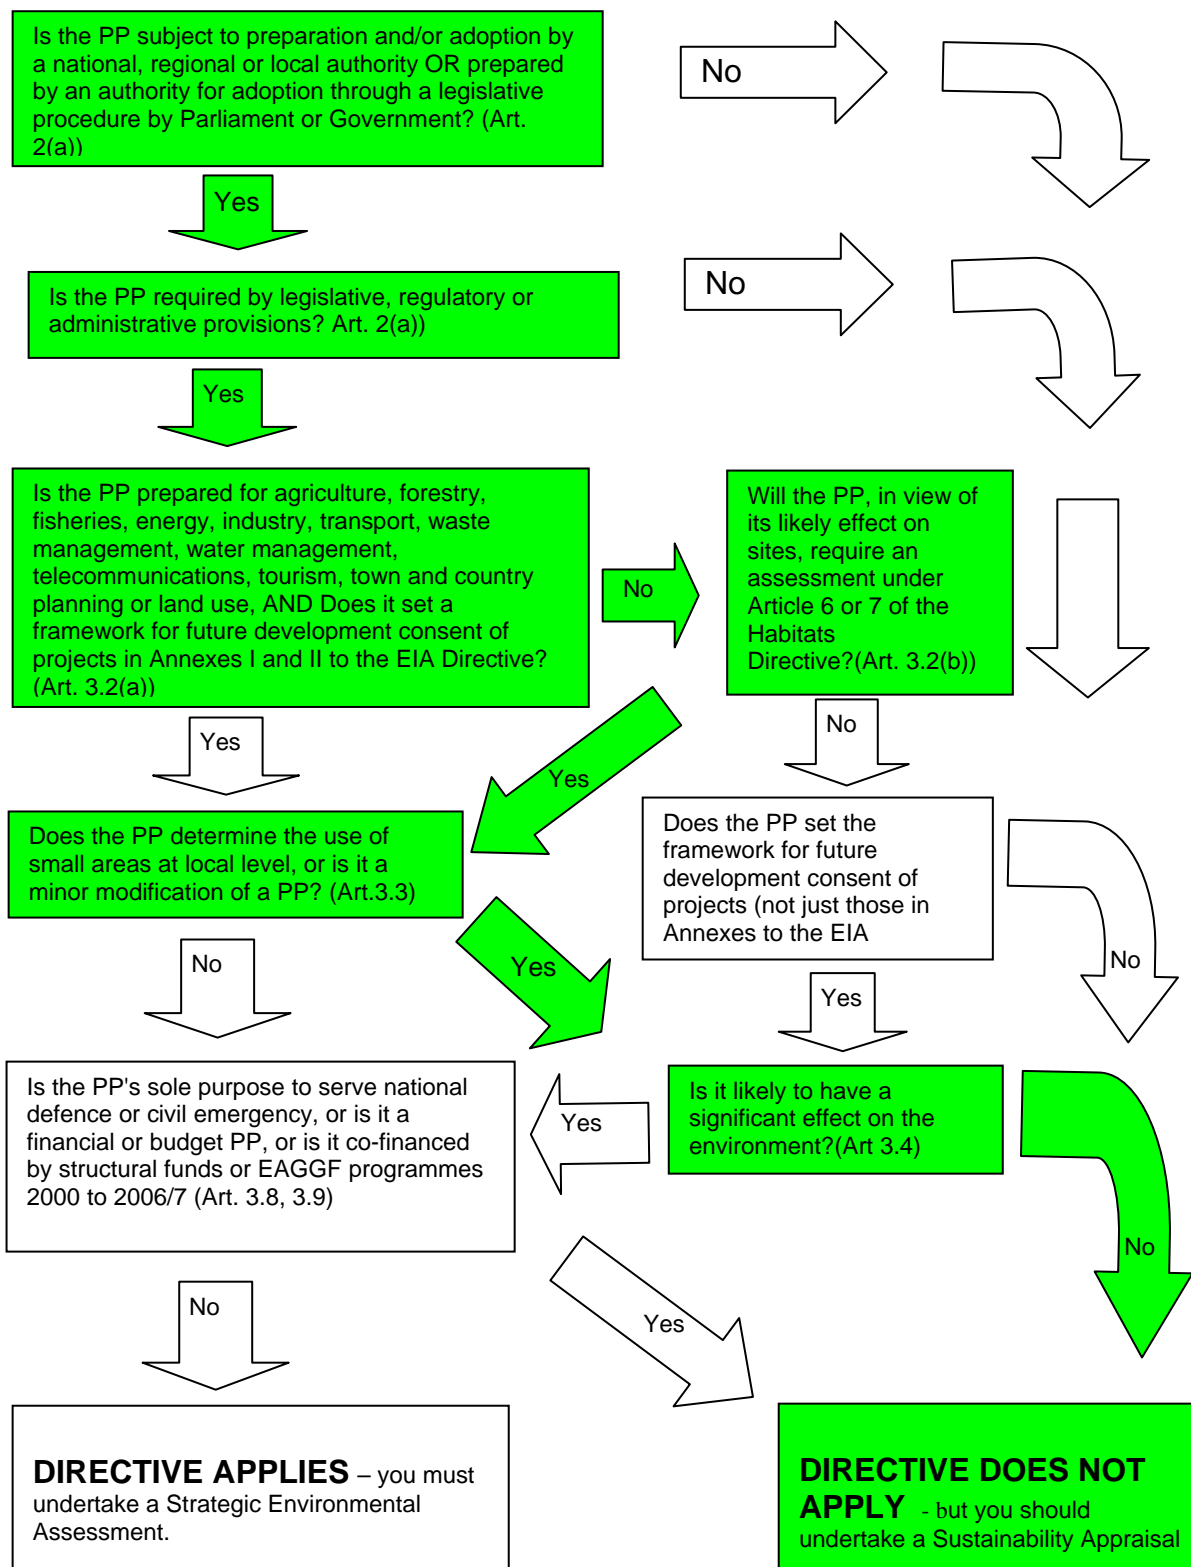 Is the PP subject to preparation and/or adoption by
a national, regional or local authority OR prepared
by an authority for adoption through a legislative
procedure by Parliament or Government? (Art.
2(a))
No
Yes
Is the PP required by legislative, regulatory or
administrative provisions? Art. 2(a))
No
Yes
Is the PP prepared for agriculture, forestry,
fisheries, energy, industry, transport, waste
management, water management,
telecommunications, tourism, town and country
planning or land use, AND Does it set a
framework for future development consent of
projects in Annexes I and II to the EIA Directive?
(Art. 3.2(a))
No
Will the PP, in view of
its likely effect on
sites, require an
assessment under
Article 6 or 7 of the
Habitats
Directive?(Art. 3.2(b))
Yes
Yes
No
Does the PP determine the use of
small areas at local level, or is it a
minor modification of a PP? (Art.3.3)
Does the PP set the
framework for future
development consent of
projects (not just those in
Annexes to the EIA
No
Yes
No
Yes
Is the PP's sole purpose to serve national
defence or civil emergency, or is it a
financial or budget PP, or is it co-financed
by structural funds or EAGGF programmes
2000 to 2006/7 (Art. 3.8, 3.9)
Yes
Is it likely to have a
significant effect on the
environment?(Art 3.4)
No
No
Yes
DIRECTIVE APPLIES – you must
undertake a Strategic Environmental
Assessment.
DIRECTIVE DOES NOT
APPLY - but you should
undertake a Sustainability Appraisal